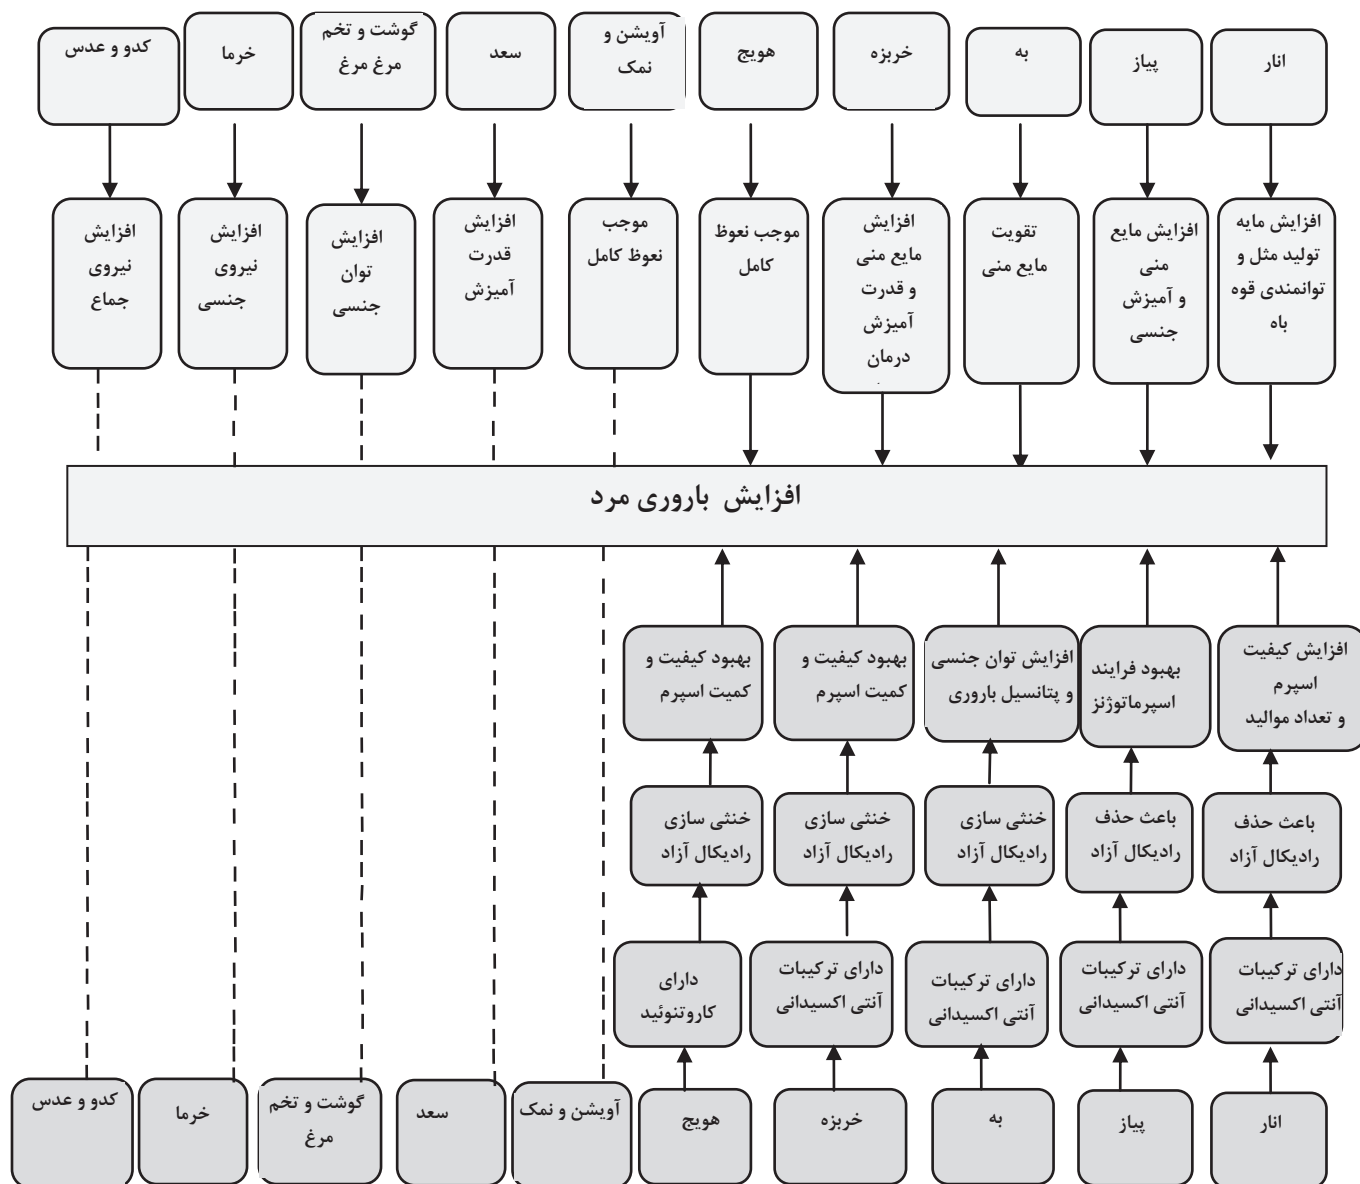 انار
پیاز
به
خربزه
هویج
آویشن و
نمک
سعد
گوشت و تخم
مرغ مرغ
خرما
کدو و عدس
افزایش مایه
تولید مثل و
توانمندی قوه
باه
افزایش مایع
منی
و آمیزش
جنسی
تقویت
مایع منی
افزایش
مایع منی
و قدرت
آمیزش
درمان
موجب نعوظ
کامل
موجب
نعوظ کامل
افزایش
قدرت
آمیزش
افزایش
توان
جنسی
افزایش
نیروی
جنسی
افزایش
نیروی
جماع
افزایش باروری مرد
افزایش کیفیت
اسپرم
و تعداد موالید
بهبود فرایند
اسپرماتوژنز
افزایش توان جنسی
و پتانسیل باروری
بهبود کیفیت و
کمیت اسپرم
بهبود کیفیت و
کمیت اسپرم
باعث حذف
رادیکال آزاد
باعث حذف
رادیکال آزاد
خنثی سازی
رادیکال آزاد
خنثی سازی
رادیکال آزاد
خنثی سازی
رادیکال آزاد
دارای ترکیبات
آنتی اکسیدانی
دارای ترکیبات
آنتی اکسیدانی
دارای ترکیبات
آنتی اکسیدانی
دارای ترکیبات
آنتی اکسیدانی
دارای
کاروتنوئید
انار
پیاز
به
خربزه
هویج
آویشن و نمک
سعد
گوشت و تخم
مرغ
خرما
کدو و عدس